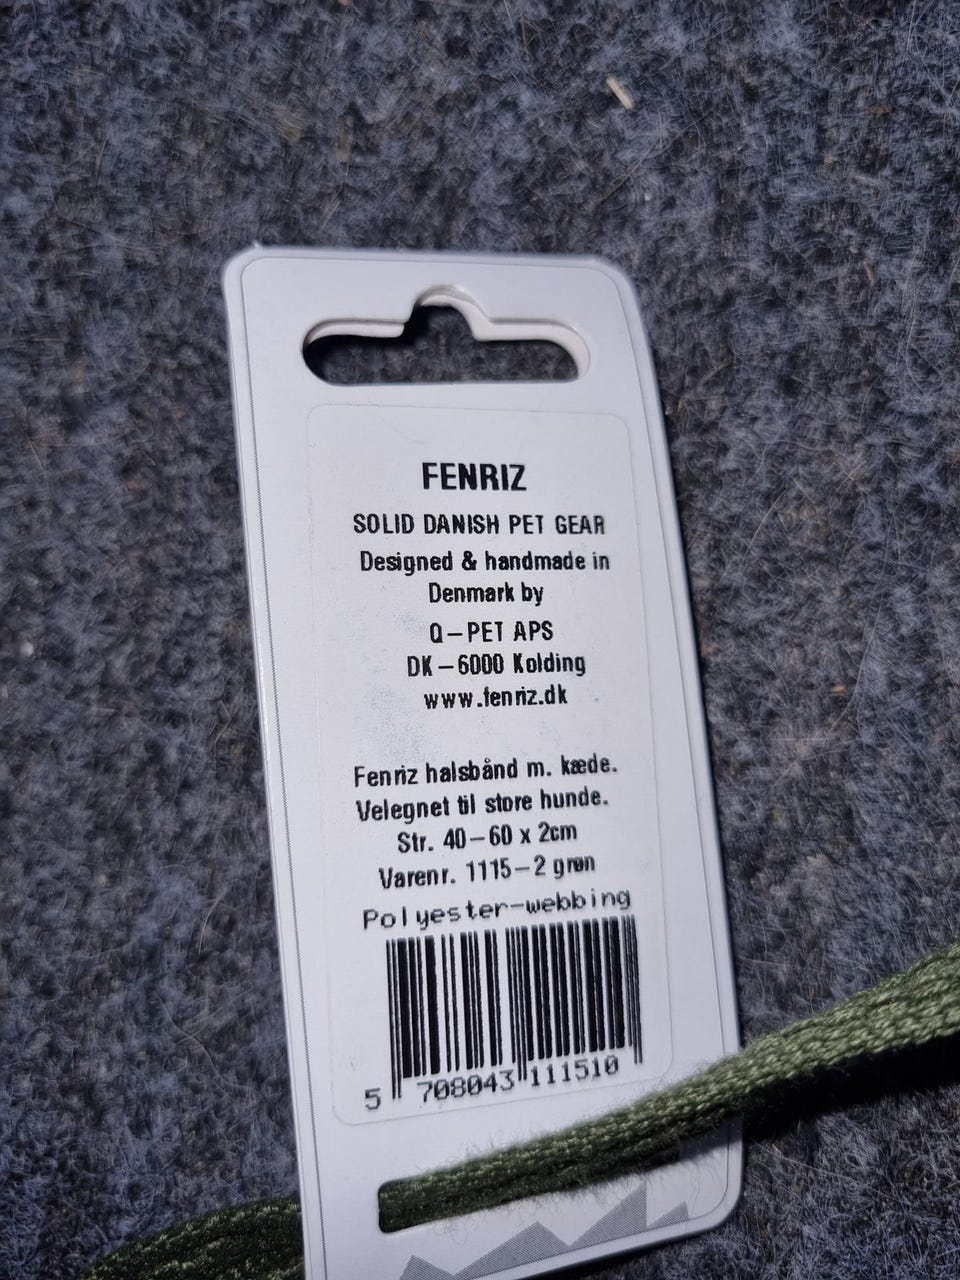 FENRIZ
SOLID DANISH PET GEAR
Designed & handmade in
Denmark by
Q-PET APS
DK-6000 Kolding
www.fenriz.dk
Fenriz halsbånd m. kæde.
Velegnet til store hunde.
Str. 40-60 x 2cm
Varenr. 1115-2 grøn
Polyester-webbing
5 708043 111510